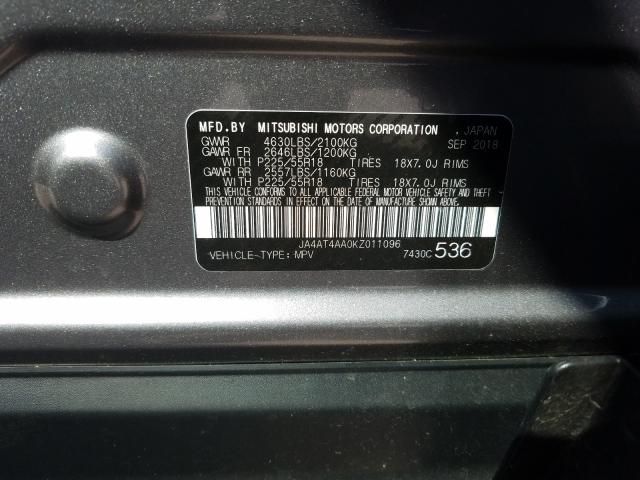 MFD.BY MITSUBISHI MOTORS CORPORATION , JAPAN
GVWR 4630LBS/2100KG SEP 2018
GAWR FR 2646LBS/1200KG
WITH P225/55R18 TIRES 18X7.0J RIMS
GAWR RR 2557LBS/1160KG
WITH P225/55R18 TIRES 18X7.0J RIMS
THIS VEHICLE CONFORMS TO ALL APPLICABLE FEDERAL MOTOR VEHICLE SAFETY AND THEFT
PREVENTION STANDARDS IN EFFECT ON THE DATE OF MANUFACTURE SHOWN ABOVE.
JA4AT4AA0KZ011096
VEHICLE-TYPE: MPV 7430C 536